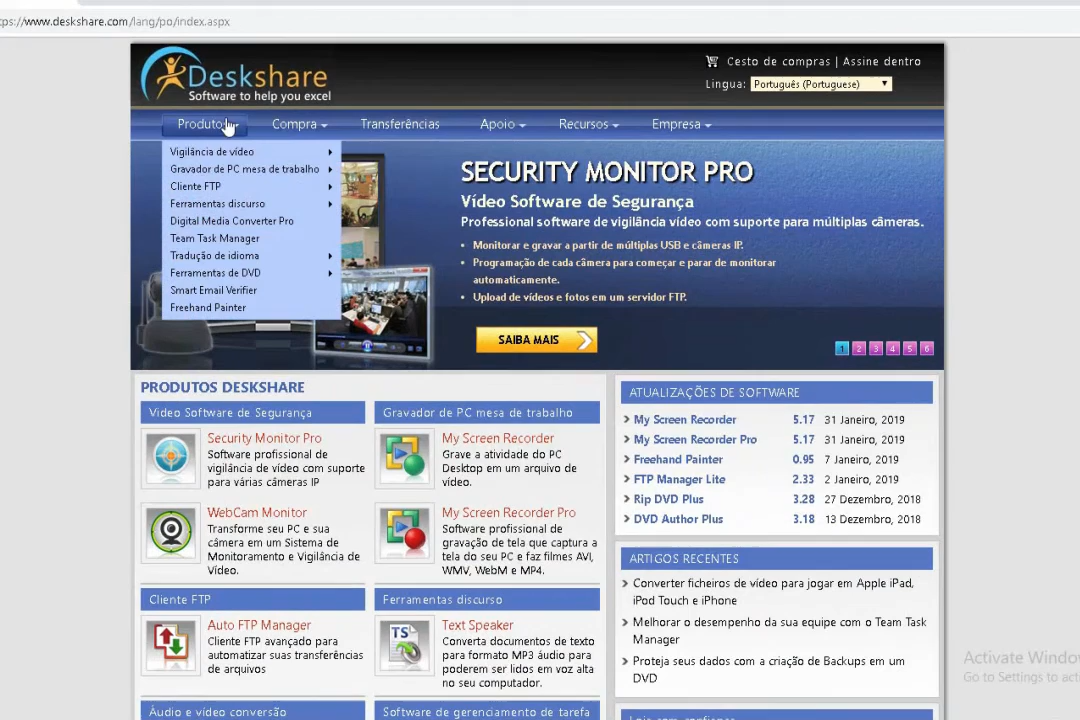 https://www.deskshare.com/lang/po/index.aspx
Deskshare
Software to help you excel
Cesto de compras | Assine dentro
Lingua: Português (Portuguese)
Produto Compra Transferências Apoio Recursos Empresa
Vigilância de vídeo
Gravador de PC mesa de trabalho
Cliente FTP
Ferramentas discurso
Digital Media Converter Pro
Team Task Manager
Tradução de idioma
Ferramentas de DVD
Smart Email Verifier
Freehand Painter
SECURITY MONITOR PRO
Vídeo Software de Segurança
Professional software de vigilância vídeo com suporte para múltiplas câmeras.
• Monitorar e gravar a partir de múltiplas USB e câmeras IP.
• Programação de cada câmera para começar e parar de monitorar
automaticamente.
• Upload de vídeos e fotos em um servidor FTP.
SAIBA MAIS
1 2 3 4 5 6
PRODUTOS DESKSHARE
Video Software de Segurança
Security Monitor Pro
Software profissional de
vigilância de vídeo com suporte
para várias câmeras IP
WebCam Monitor
Transforme seu PC e sua
câmera em um Sistema de
Monitoramento e Vigilância de
Vídeo.
Gravador de PC mesa de trabalho
My Screen Recorder
Grave a atividade do PC
Desktop em um arquivo de
vídeo.
My Screen Recorder Pro
Software profissional de
gravação de tela que captura a
tela do seu PC e faz filmes AVI,
WMV, WebM e MP4.
Cliente FTP
Auto FTP Manager
Cliente FTP avançado para
automatizar suas transferências
de arquivos
Ferramentas discurso
TS
Text Speaker
Converta documentos de texto
para formato MP3 áudio para
poderem ser lidos em voz alta
no seu computador.
Áudio e vídeo conversão
Software de gerenciamento de tarefa
ATUALIZAÇÕES DE SOFTWARE
My Screen Recorder 5.17 31 Janeiro, 2019
My Screen Recorder Pro 5.17 31 Janeiro, 2019
Freehand Painter 0.95 7 Janeiro, 2019
FTP Manager Lite 2.33 2 Janeiro, 2019
Rip DVD Plus 3.28 27 Dezembro, 2018
DVD Author Plus 3.18 13 Dezembro, 2018
ARTIGOS RECENTES
Converter ficheiros de vídeo para jogar em Apple iPad,
iPod Touch e iPhone
Melhorar o desempenho da sua equipe com o Team Task
Manager
Proteja seus dados com a criação de Backups em um
DVD
Loja com confiança
Activate Windo
Go to Settings to acti